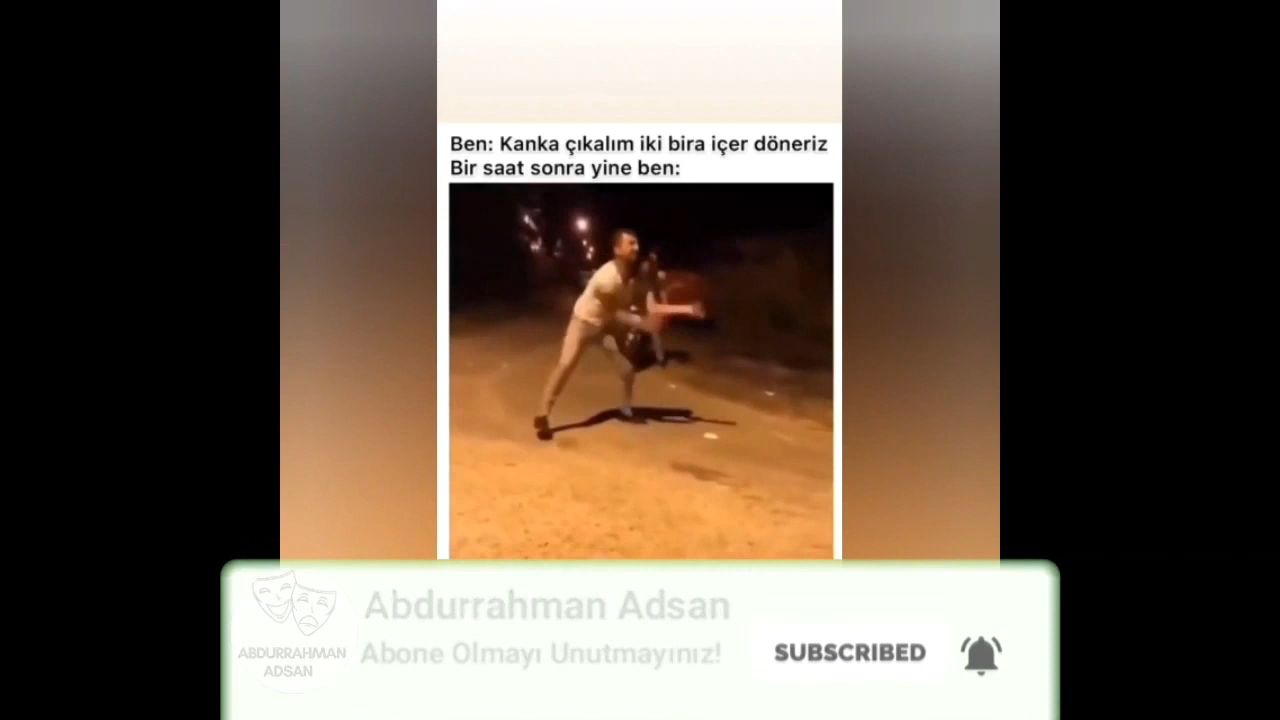 Ben: Kanka çıkalım iki bira içer döneriz
Bir saat sonra yine ben:
Abdurrahman Adsan
Abone Olmayı Unutmayınız!
ABDURRAHMAN
ADSAN
SUBSCRIBED